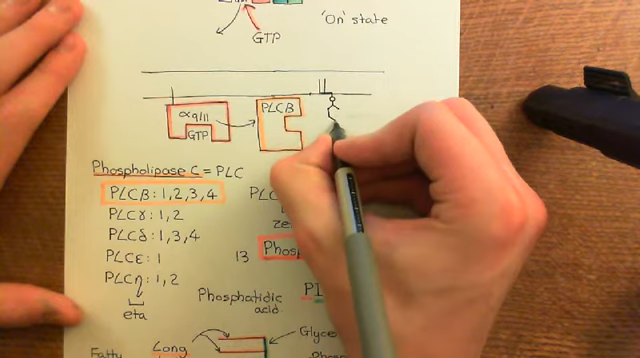 'On' state
GTP
αq/11
GTP
PLCβ
Phospholipase C = PLC
PLCβ: 1,2,3,4
PLCγ: 1,2
PLCδ: 1,3,4
PLCε: 1
13
PLCη: 1,2
eta
Phosphatidic
acid.
Fatty
Long